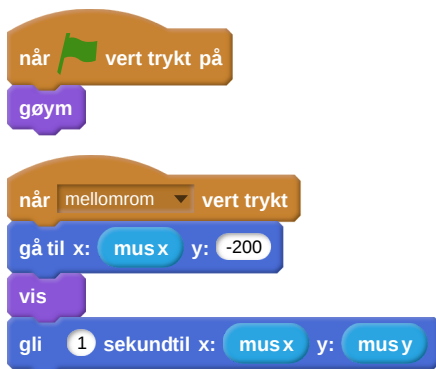 når vert trykt på
gøym
når mellomrom vert trykt
gå til x: mus x y: -200
vis
gli 1 sekundtil x: mus x y: mus y